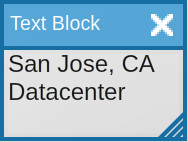 Text Block
San Jose, CA
Datacenter